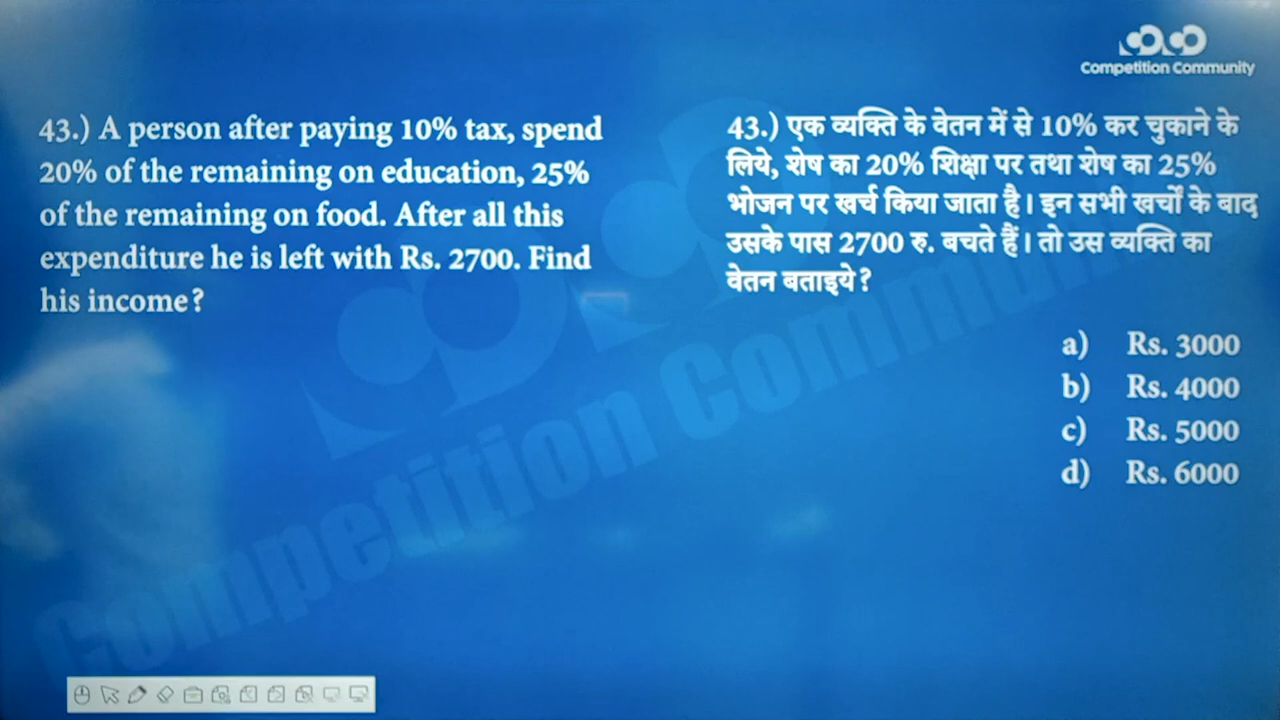 Competition Community
43.) A person after paying 10% tax, spend
20% of the remaining on education, 25%
of the remaining on food. After all this
expenditure he is left with Rs. 2700. Find
his income?
43.) एक व्यक्ति के वेतन में से 10% कर चुकाने के
लिये, शेष का 20% शिक्षा पर तथा शेष का 25%
भोजन पर खर्च किया जाता है। इन सभी खर्चों के बाद
उसके पास 2700 रु. बचते हैं। तो उस व्यक्ति का
वेतन बताइये?
a) Rs. 3000
b) Rs. 4000
c) Rs. 5000
d) Rs. 6000
Competition Community